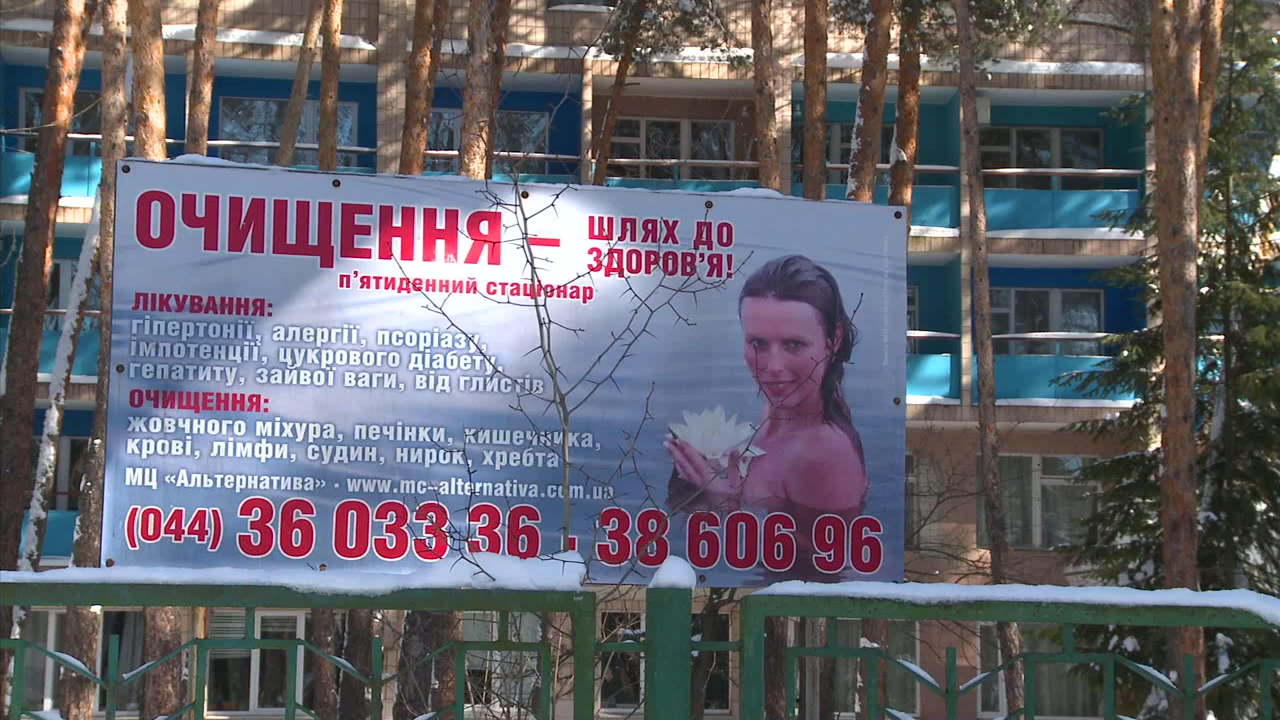 ОЧИЩЕННЯ – ШЛЯХ ДО
ЗДОРОВ'Я!
п'ятиденний стаціонар
ЛІКУВАННЯ:
гіпертонії, алергії, псоріазу,
імпотенції, цукрового діабету,
гепатиту, зайвої ваги, від глистів
ОЧИЩЕННЯ:
жовчного міхура, печінки, кишечника,
крові, лімфи, судин, нирок, хребта
МЦ «Альтернатива» · www.mc-alternativa.com.ua
(044) 36 033 36 · 38 606 96